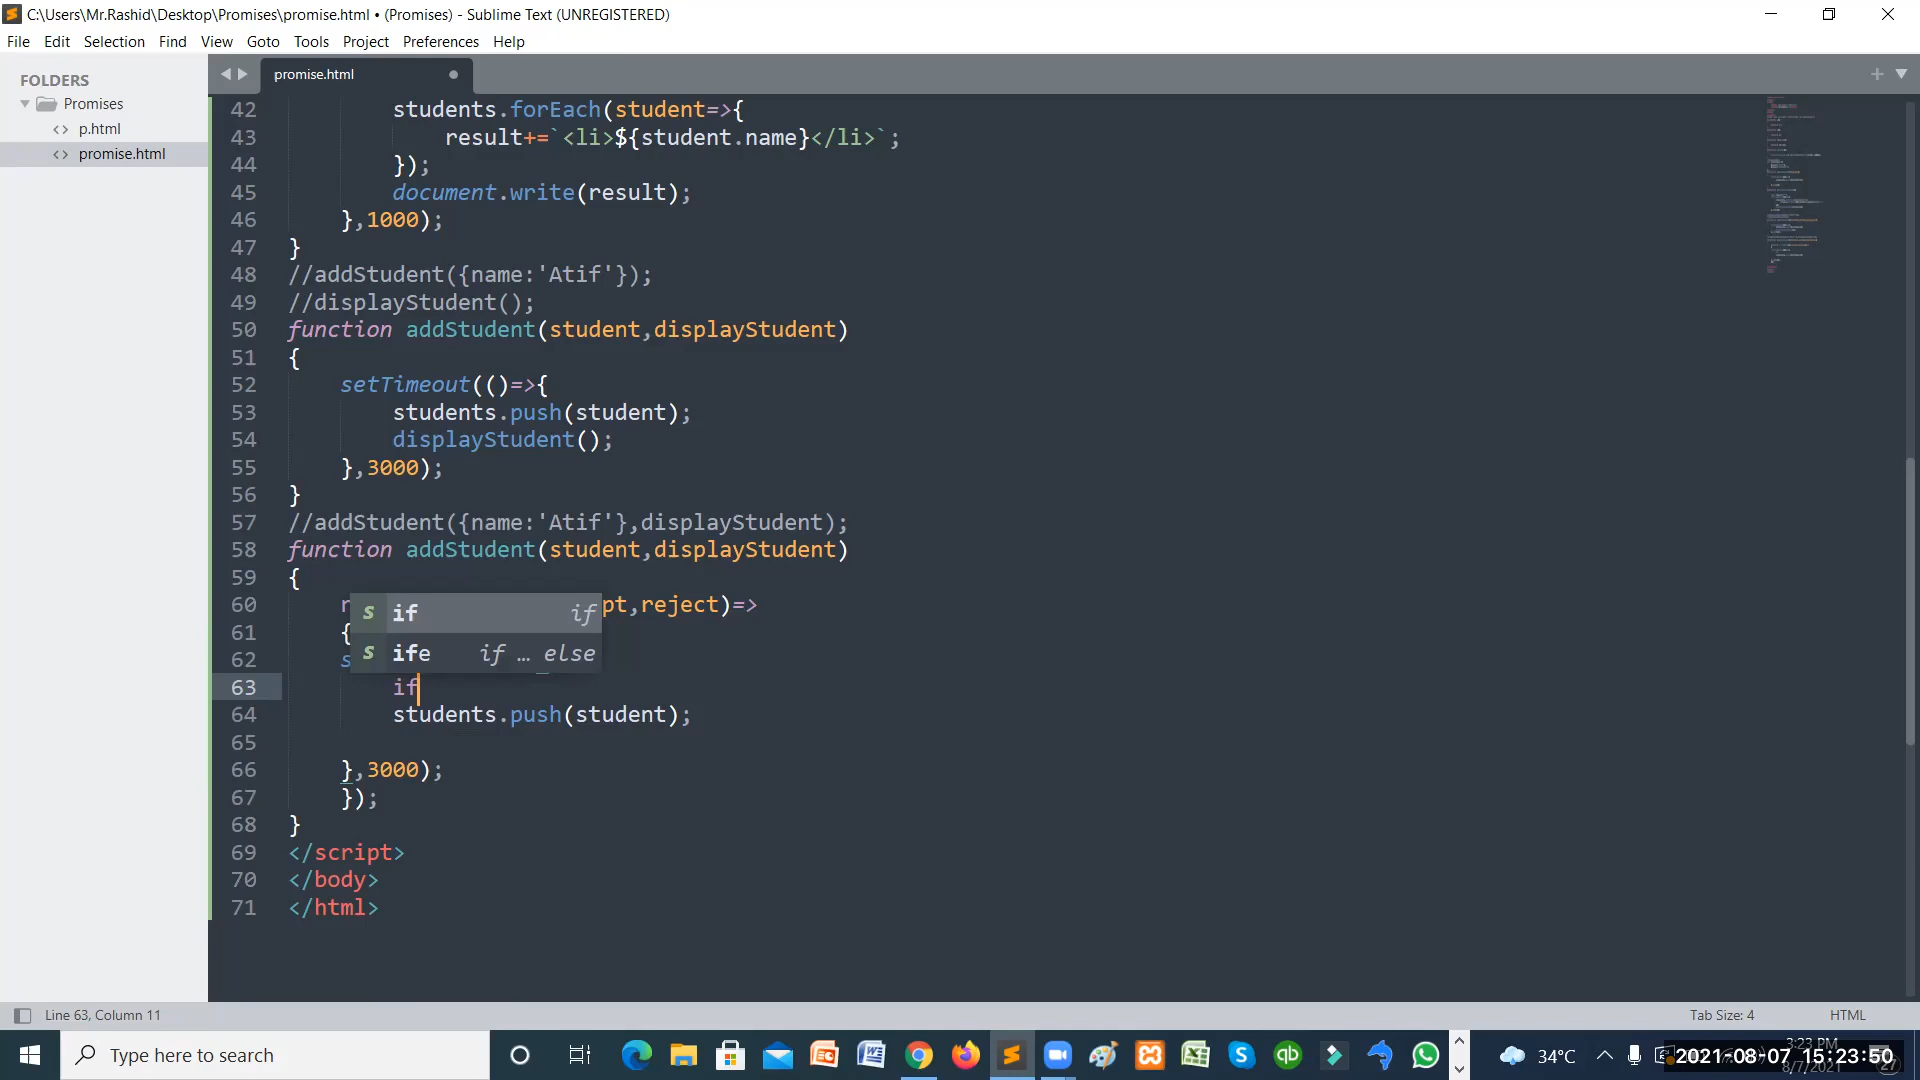 C:\Users\Mr.Rashid\Desktop\Promises\promise.html • (Promises) - Sublime Text (UNREGISTERED)
File Edit Selection Find View Goto Tools Project Preferences Help
FOLDERS
Promises
<> p.html
<> promise.html
promise.html
42 students.forEach(student=>{
43 result+=`<li>${student.name}</li>`;
44 });
45 document.write(result);
46 },1000);
47 }
48 //addStudent({name:'Atif'});
49 //displayStudent();
50 function addStudent(student,displayStudent)
51 {
52 setTimeout(()=>{
53 students.push(student);
54 displayStudent();
55 },3000);
56 }
57 //addStudent({name:'Atif'},displayStudent);
58 function addStudent(student,displayStudent)
59 {
60 pt,reject)=>
s if if
61 {
62 s
s ife if … else
63 if
64 students.push(student);
65
66 },3000);
67 });
68 }
69 </script>
70 </body>
71 </html>
Line 63, Column 11 Tab Size: 4 HTML
Type here to search
34°C
2021-08-07 15:23:50